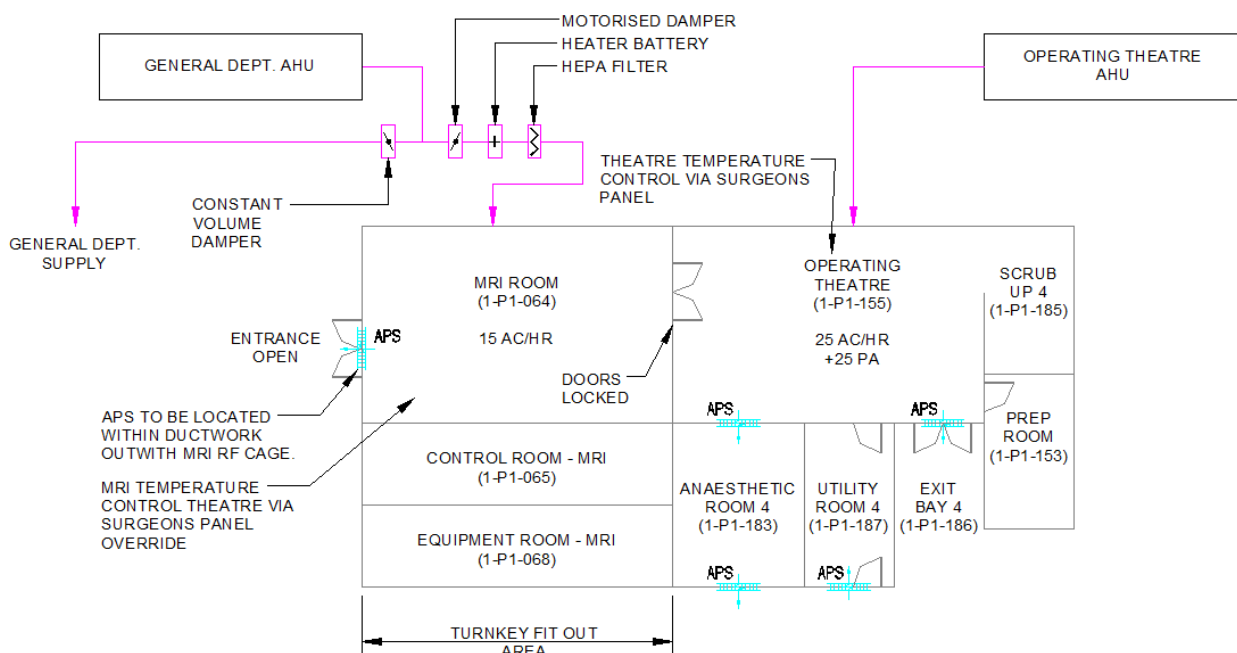 MOTORISED DAMPER
HEATER BATTERY
HEPA FILTER
GENERAL DEPT. AHU
OPERATING THEATRE
AHU
THEATRE TEMPERATURE
CONTROL VIA SURGEONS
PANEL
CONSTANT
VOLUME
DAMPER
GENERAL DEPT.
SUPPLY
MRI ROOM
(1-P1-064)
15 AC/HR
OPERATING
THEATRE
(1-P1-155)
25 AC/HR
+25 PA
SCRUB
UP 4
(1-P1-185)
ENTRANCE
OPEN
APS
DOORS
LOCKED
APS TO BE LOCATED
WITHIN DUCTWORK
OUTWITH MRI RF CAGE.
MRI TEMPERATURE
CONTROL THEATRE VIA
SURGEONS PANEL
OVERRIDE
APS
APS
PREP
ROOM
(1-P1-153)
CONTROL ROOM - MRI
(1-P1-065)
EQUIPMENT ROOM - MRI
(1-P1-068)
ANAESTHETIC
ROOM 4
(1-P1-183)
UTILITY
ROOM 4
(1-P1-187)
EXIT
BAY 4
(1-P1-186)
APS
APS
TURNKEY FIT OUT
AREA